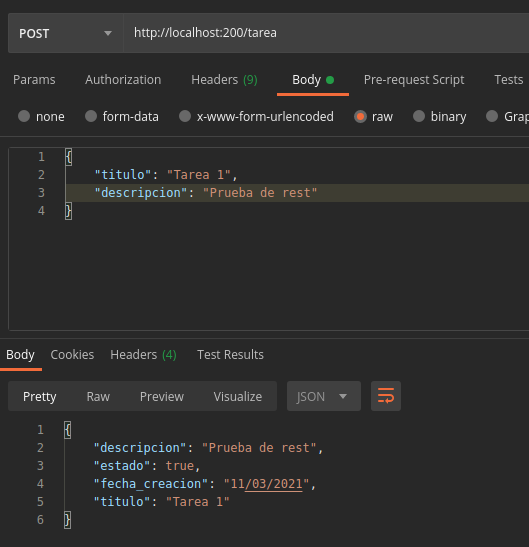 POST http://localhost:200/tarea
Params Authorization Headers (9) Body Pre-request Script Tests
none form-data x-www-form-urlencoded raw binary Grap
1 {
2 "titulo": "Tarea 1",
3 "descripcion": "Prueba de rest"
4 }
Body Cookies Headers (4) Test Results
Pretty Raw Preview Visualize JSON
1 {
2 "descripcion": "Prueba de rest",
3 "estado": true,
4 "fecha_creacion": "11/03/2021",
5 "titulo": "Tarea 1"
6 }